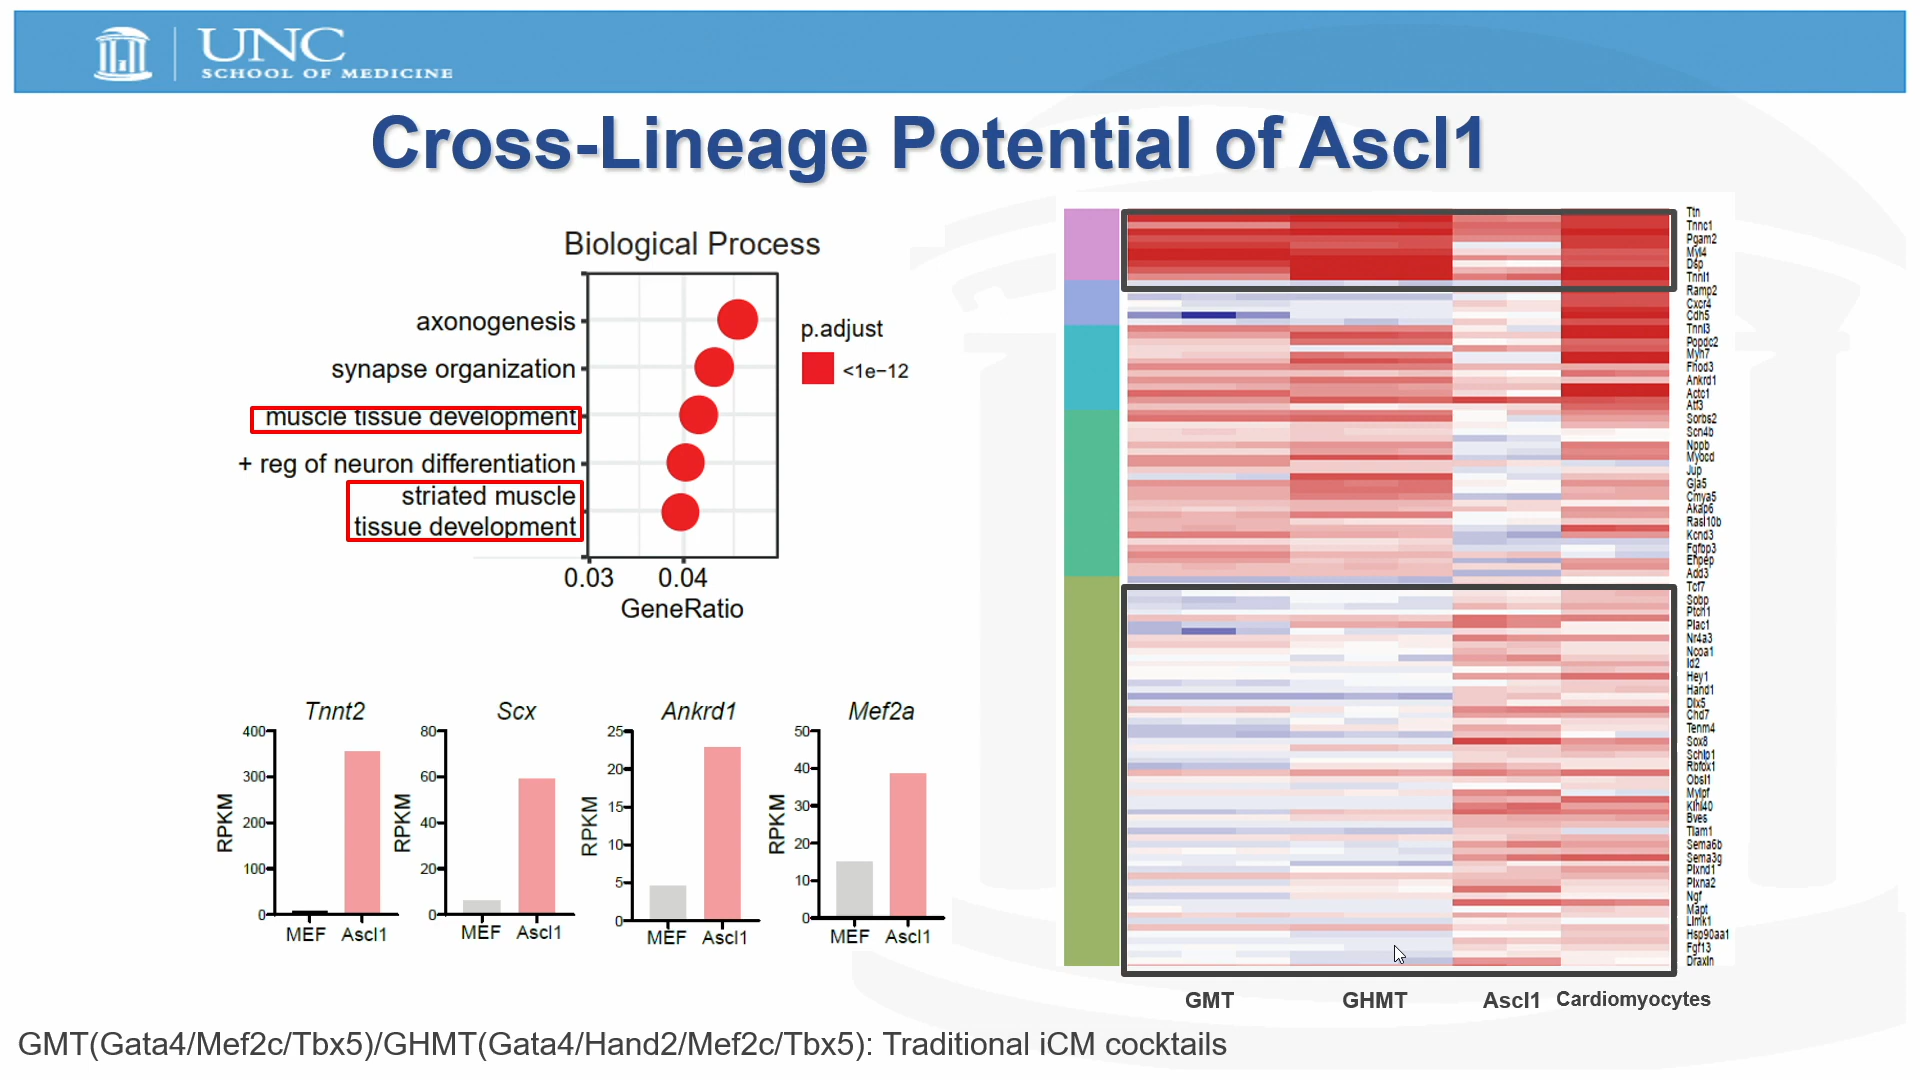 UNC
SCHOOL OF MEDICINE
Cross-Lineage Potential of Ascl1
Biological Process
axonogenesis
synapse organization
muscle tissue development
+ reg of neuron differentiation
striated muscle
tissue development
0.03
0.04
GeneRatio
p.adjust
<1e-12
Tnnt2
400
300
200
100
0
RPKM
MEF
Ascl1
Scx
80
60
40
20
0
RPKM
MEF
Ascl1
Ankrd1
25
20
15
10
5
0
RPKM
MEF
Ascl1
Mef2a
50
40
30
20
10
0
RPKM
MEF
Ascl1
Ttn
Tnnc1
Pgam2
Myl4
Dsp
Tnni1
Ramp2
Cxcr4
Cdh5
Tnni3
Popdc2
Myh7
Fhod3
Ankrd1
Actc1
Atf3
Sorbs2
Scn4b
Nppb
Myocd
Jup
Gja5
Cmya5
Akap6
Rasl10b
Kcnd3
Fgfbp3
Enpep
Add3
Tcf7
Sobp
Ptch1
Plac1
Nr4a3
Ncoa1
Id2
Hey1
Hand1
Dlx5
Chd7
Tenm4
Sox8
Schip1
Rbfox1
Obsl1
Mylpf
Klhl40
Bves
Tiam1
Sema6b
Sema3g
Plxnd1
Plxna2
Ngf
Mapt
Limk1
Hsp90aa1
Fgf13
Draxin
GMT
GHMT
Ascl1
Cardiomyocytes
GMT(Gata4/Mef2c/Tbx5)/GHMT(Gata4/Hand2/Mef2c/Tbx5): Traditional iCM cocktails